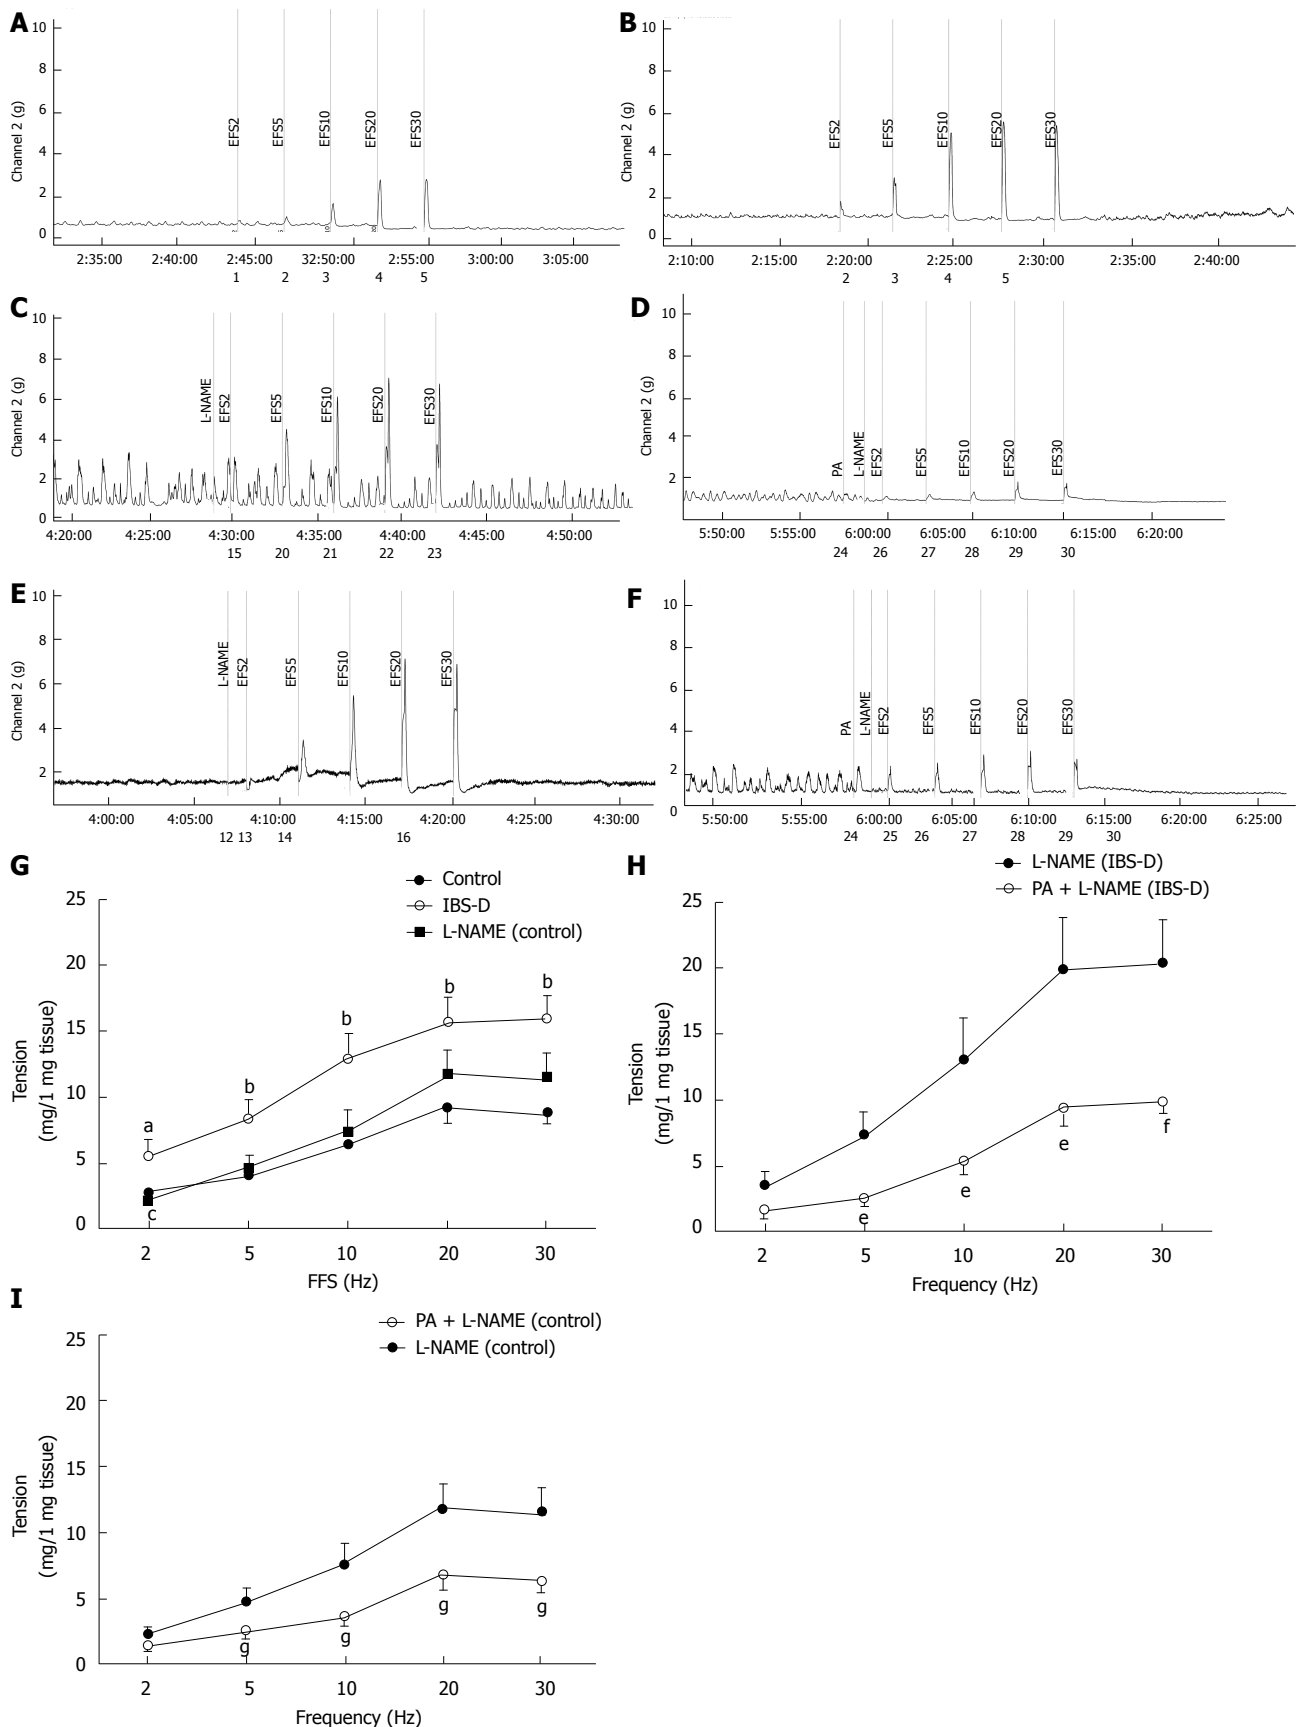 A
10
8
6
4
2
0
Channel 2 (g)
EFS2
EFS5
EFS10
EFS20
EFS30
2:35:00 2:40:00 2:45:00 32:50:00 2:55:00 3:00:00 3:05:00
1 2 3 4 5
B
10
8
6
4
2
0
Channel 2 (g)
EFS2
EFS5
EFS10
EFS20
EFS30
2:10:00 2:15:00 2:20:00 2:25:00 2:30:00 2:35:00 2:40:00
2 3 4 5
C
10
8
6
4
2
0
Channel 2 (g)
L-NAME
EFS2
EFS5
EFS10
EFS20
EFS30
4:20:00 4:25:00 4:30:00 4:35:00 4:40:00 4:45:00 4:50:00
15 20 21 22 23
D
10
8
6
4
2
0
Channel 2 (g)
PA
L-NAME
EFS2
EFS5
EFS10
EFS20
EFS30
5:50:00 5:55:00 6:00:00 6:05:00 6:10:00 6:15:00 6:20:00
24 26 27 28 29 30
E
10
8
6
4
2
0
Channel 2 (g)
L-NAME
EFS2
EFS5
EFS10
EFS20
EFS30
4:00:00 4:05:00 4:10:00 4:15:00 4:20:00 4:25:00 4:30:00
12 13 14 16
F
10
8
6
4
2
0
Channel 2 (g)
PA
L-NAME
EFS2
EFS5
EFS10
EFS20
EFS30
5:50:00 5:55:00 6:00:00 6:05:00 6:10:00 6:15:00 6:20:00 6:25:00
24 25 26 27 28 29 30
G
Control
IBS-D
L-NAME (control)
25
20
15
10
5
0
Tension
(mg/1 mg tissue)
a
b
b
b
b
c
2 5 10 20 30
FFS (Hz)
H
L-NAME (IBS-D)
PA + L-NAME (IBS-D)
25
20
15
10
5
0
Tension
(mg/1 mg tissue)
e
e
e
f
2 5 10 20 30
Frequency (Hz)
I
PA + L-NAME (control)
L-NAME (control)
25
20
15
10
5
0
Tension
(mg/1 mg tissue)
g
g
g
g
2 5 10 20 30
Frequency (Hz)